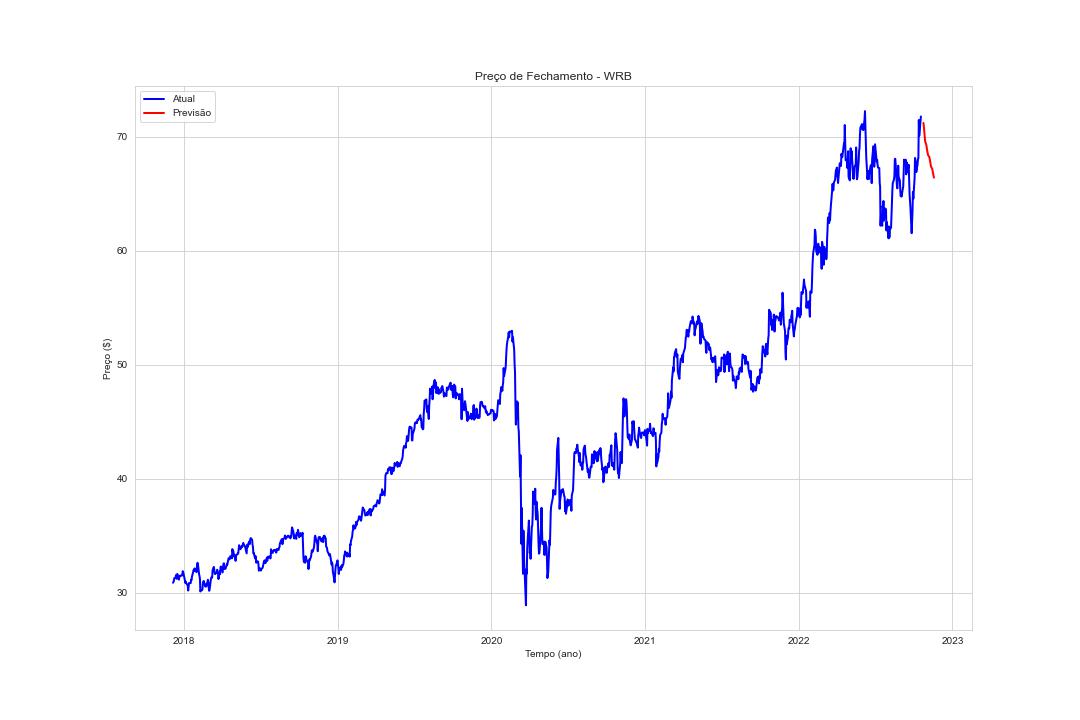 Preço de Fechamento - WRB
Atual
Previsão
70
60
50
40
30
Preço ($)
2018 2019 2020 2021 2022 2023
Tempo (ano)